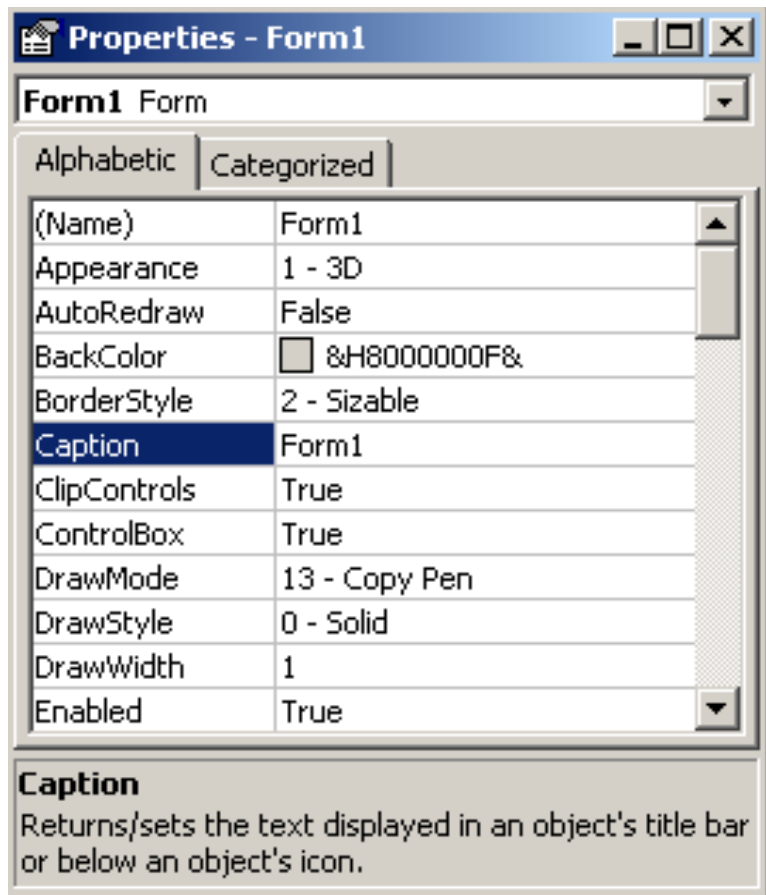 Properties - Form1
Form1 Form
Alphabetic Categorized
(Name) Form1
Appearance 1 - 3D
AutoRedraw False
BackColor &H8000000F&
BorderStyle 2 - Sizable
Caption Form1
ClipControls True
ControlBox True
DrawMode 13 - Copy Pen
DrawStyle 0 - Solid
DrawWidth 1
Enabled True
Caption
Returns/sets the text displayed in an object's title bar
or below an object's icon.